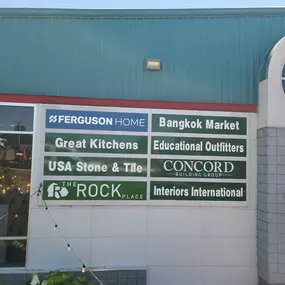 FERGUSON HOME
Bangkok Market
Great Kitchens
Educational Outfitters
USA Stone & Tile
CONCORD
BUILDING GROUP
THE
ROCK
PLACE
Interiors International